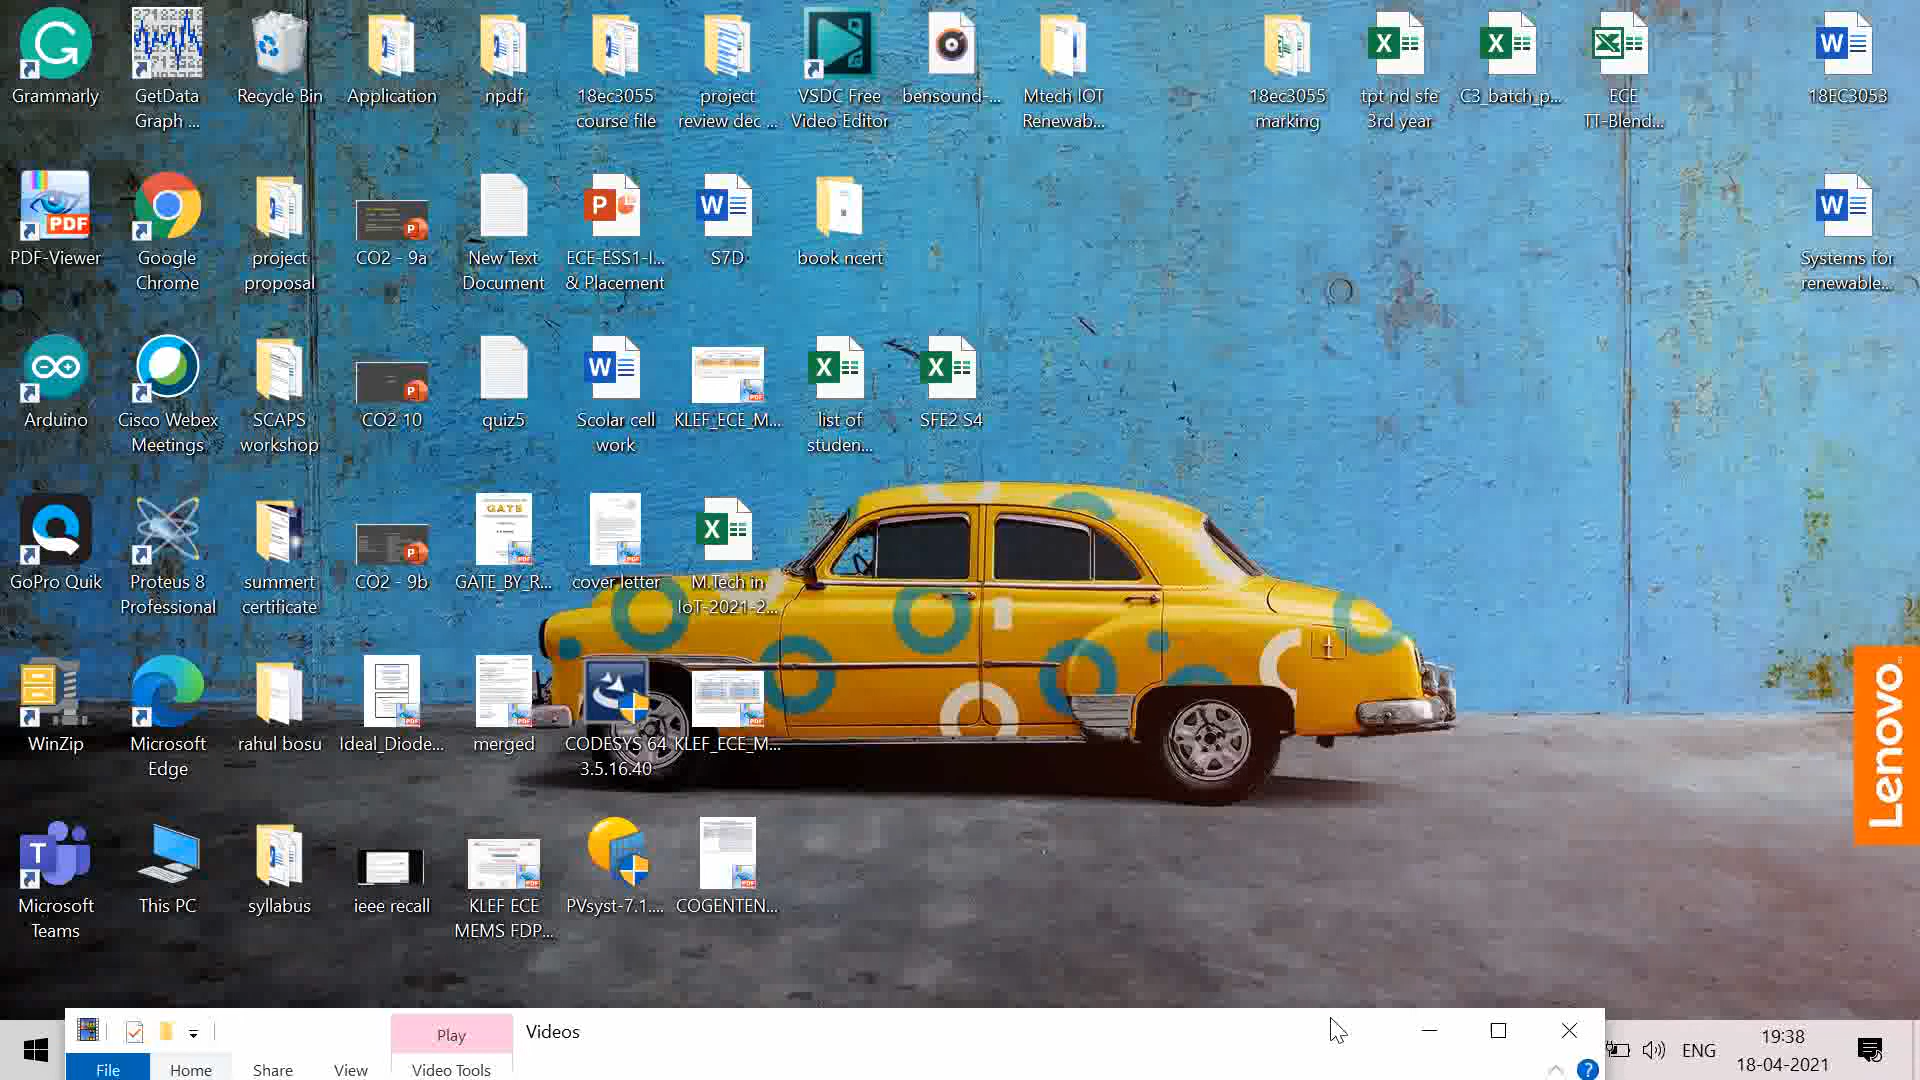 Grammarly
GetData
Graph ...
Recycle Bin
Application
npdf
18ec3055
course file
project
review dec ...
VSDC Free
Video Editor
bensound-...
Mtech IOT
Renewab...
18ec3055
marking
tpt nd sfe
3rd year
C3_batch_p...
ECE
TT-Blend...
18EC3053
PDF-Viewer
Google
Chrome
project
proposal
CO2 - 9a
New Text
Document
ECE-ESS1-I...
& Placement
S7D
book ncert
Systems for
renewable...
Arduino
Cisco Webex
Meetings
SCAPS
workshop
CO2 10
quiz5
Scolar cell
work
KLEF_ECE_M...
list of
studen...
SFE2 S4
GoPro Quik
Proteus 8
Professional
summert
certificate
CO2 - 9b
GATE
GATE_BY_R...
cover letter
M.Tech in
IoT-2021-2...
WinZip
Microsoft
Edge
rahul bosu
Ideal_Diode...
merged
CODESYS 64
3.5.16.40
KLEF_ECE_M...
Lenovo
Microsoft
Teams
This PC
syllabus
ieee recall
KLEF ECE
MEMS FDP...
PVsyst-7.1....
COGENTEN...
Play
Videos
File
Home
Share
View
Video Tools
ENG
19:38
18-04-2021